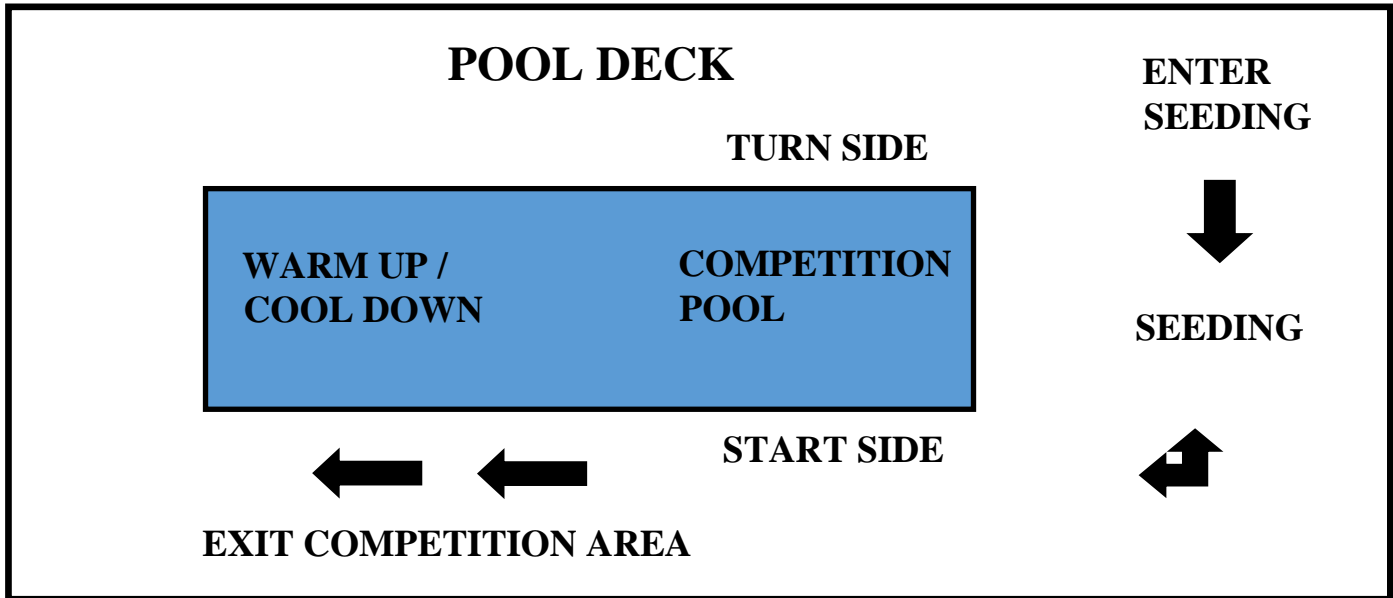 POOL DECK
ENTER
SEEDING
TURN SIDE
WARM UP /
COOL DOWN
COMPETITION
POOL
SEEDING
START SIDE
EXIT COMPETITION AREA